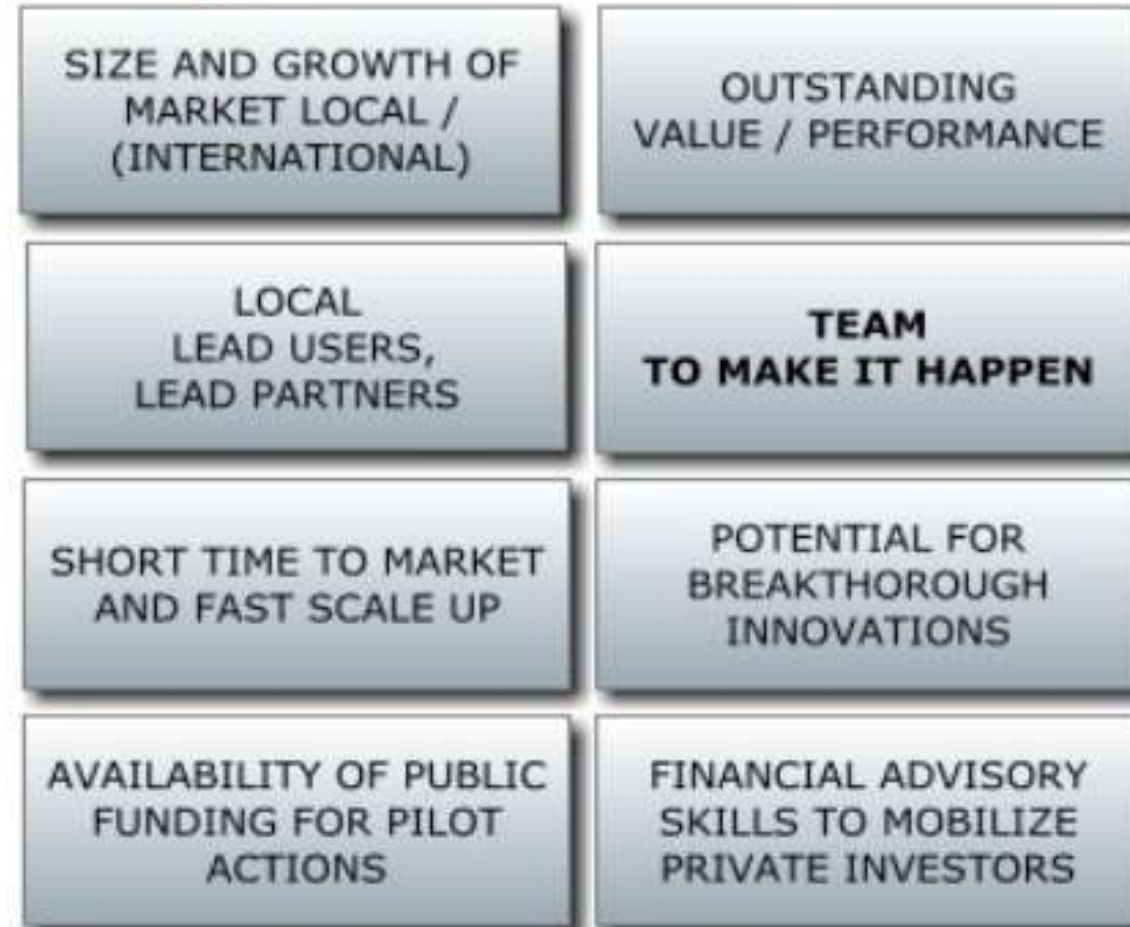 SIZE AND GROWTH OF
MARKET LOCAL /
(INTERNATIONAL)
OUTSTANDING
VALUE / PERFORMANCE
LOCAL
LEAD USERS,
LEAD PARTNERS
TEAM
TO MAKE IT HAPPEN
SHORT TIME TO MARKET
AND FAST SCALE UP
POTENTIAL FOR
BREAKTHOROUGH
INNOVATIONS
AVAILABILITY OF PUBLIC
FUNDING FOR PILOT
ACTIONS
FINANCIAL ADVISORY
SKILLS TO MOBILIZE
PRIVATE INVESTORS